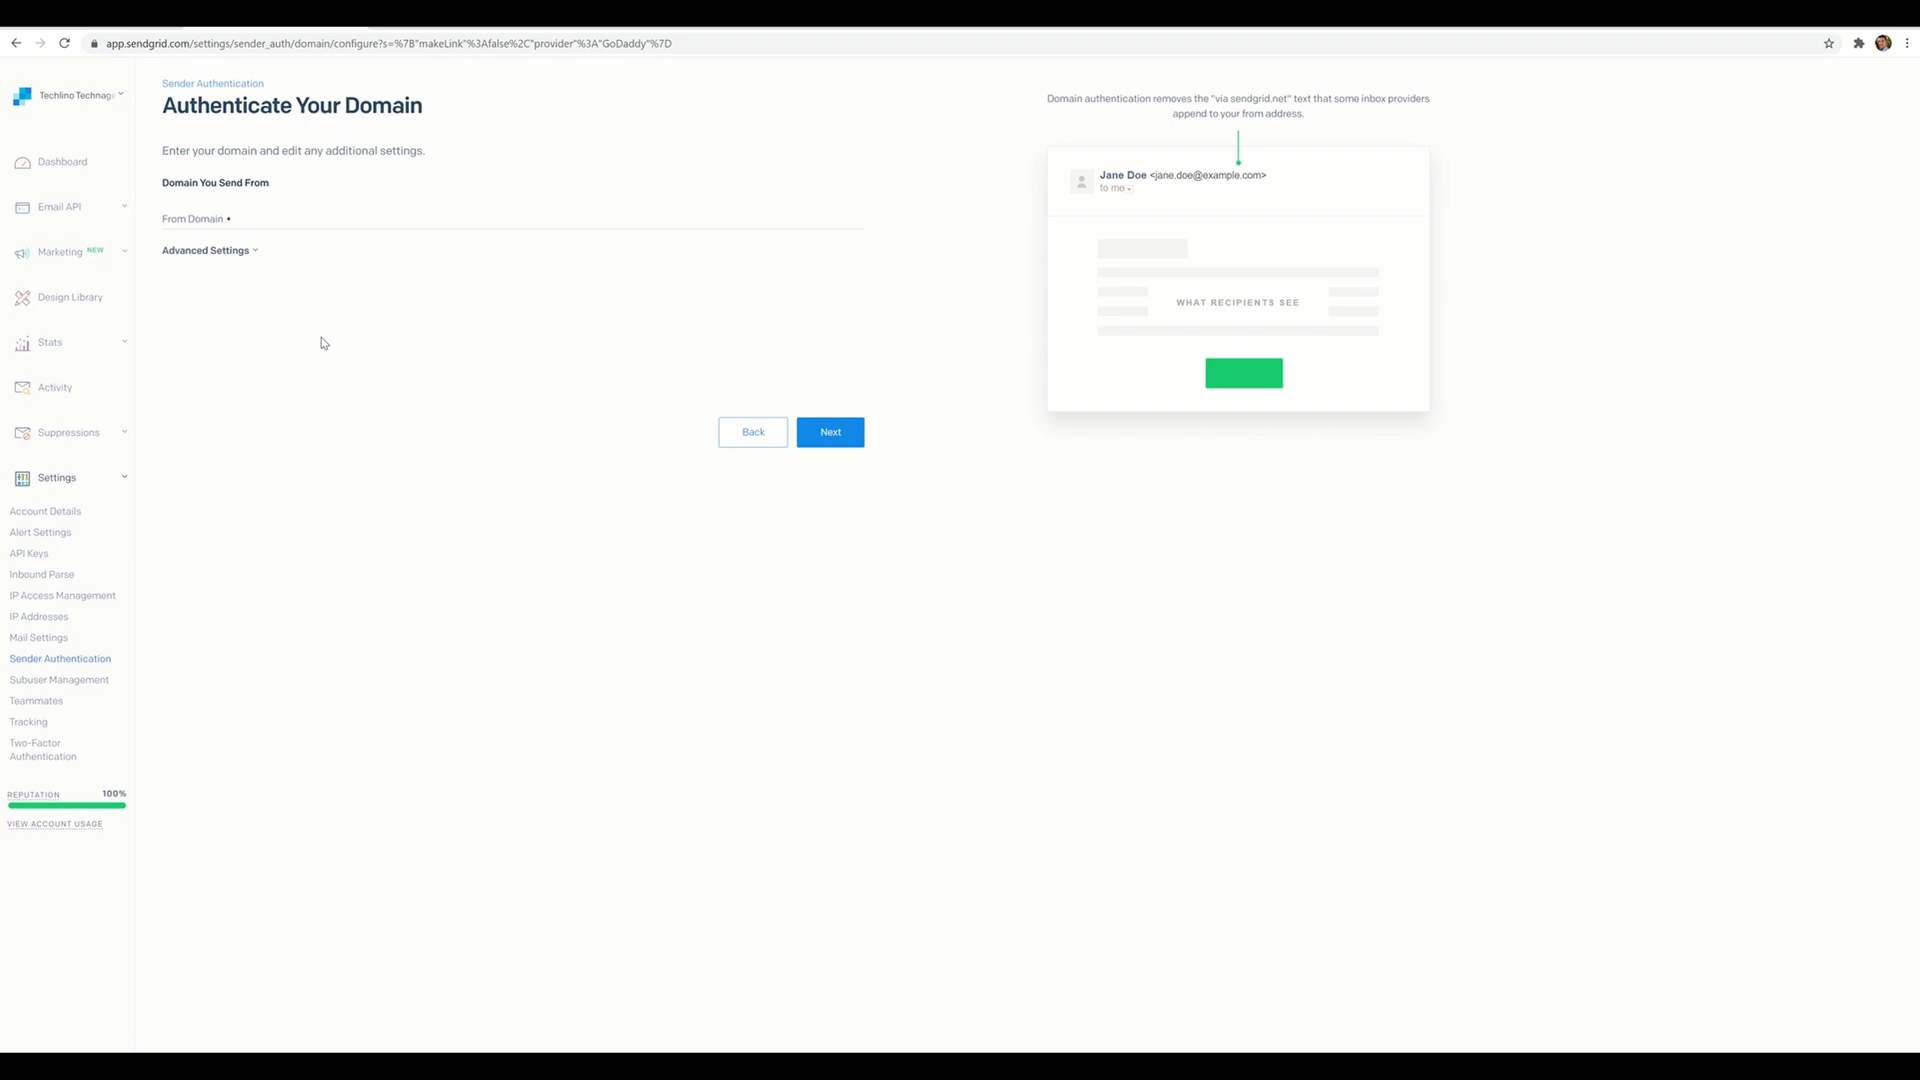 app.sendgrid.com/settings/sender_auth/domain/configure?s=%7B"makeLink"%3Afalse%2C"provider"%3A"GoDaddy"%7D
Techlino Technage
Dashboard
Email API
Marketing NEW
Design Library
Stats
Activity
Suppressions
Settings
Account Details
Alert Settings
API Keys
Inbound Parse
IP Access Management
IP Addresses
Mail Settings
Sender Authentication
Subuser Management
Teammates
Tracking
Two-Factor
Authentication
REPUTATION 100%
VIEW ACCOUNT USAGE
Sender Authentication
Authenticate Your Domain
Enter your domain and edit any additional settings.
Domain You Send From
From Domain •
Advanced Settings
Back Next
Domain authentication removes the "via sendgrid.net" text that some inbox providers
append to your from address.
Jane Doe <jane.doe@example.com>
to me
WHAT RECIPIENTS SEE